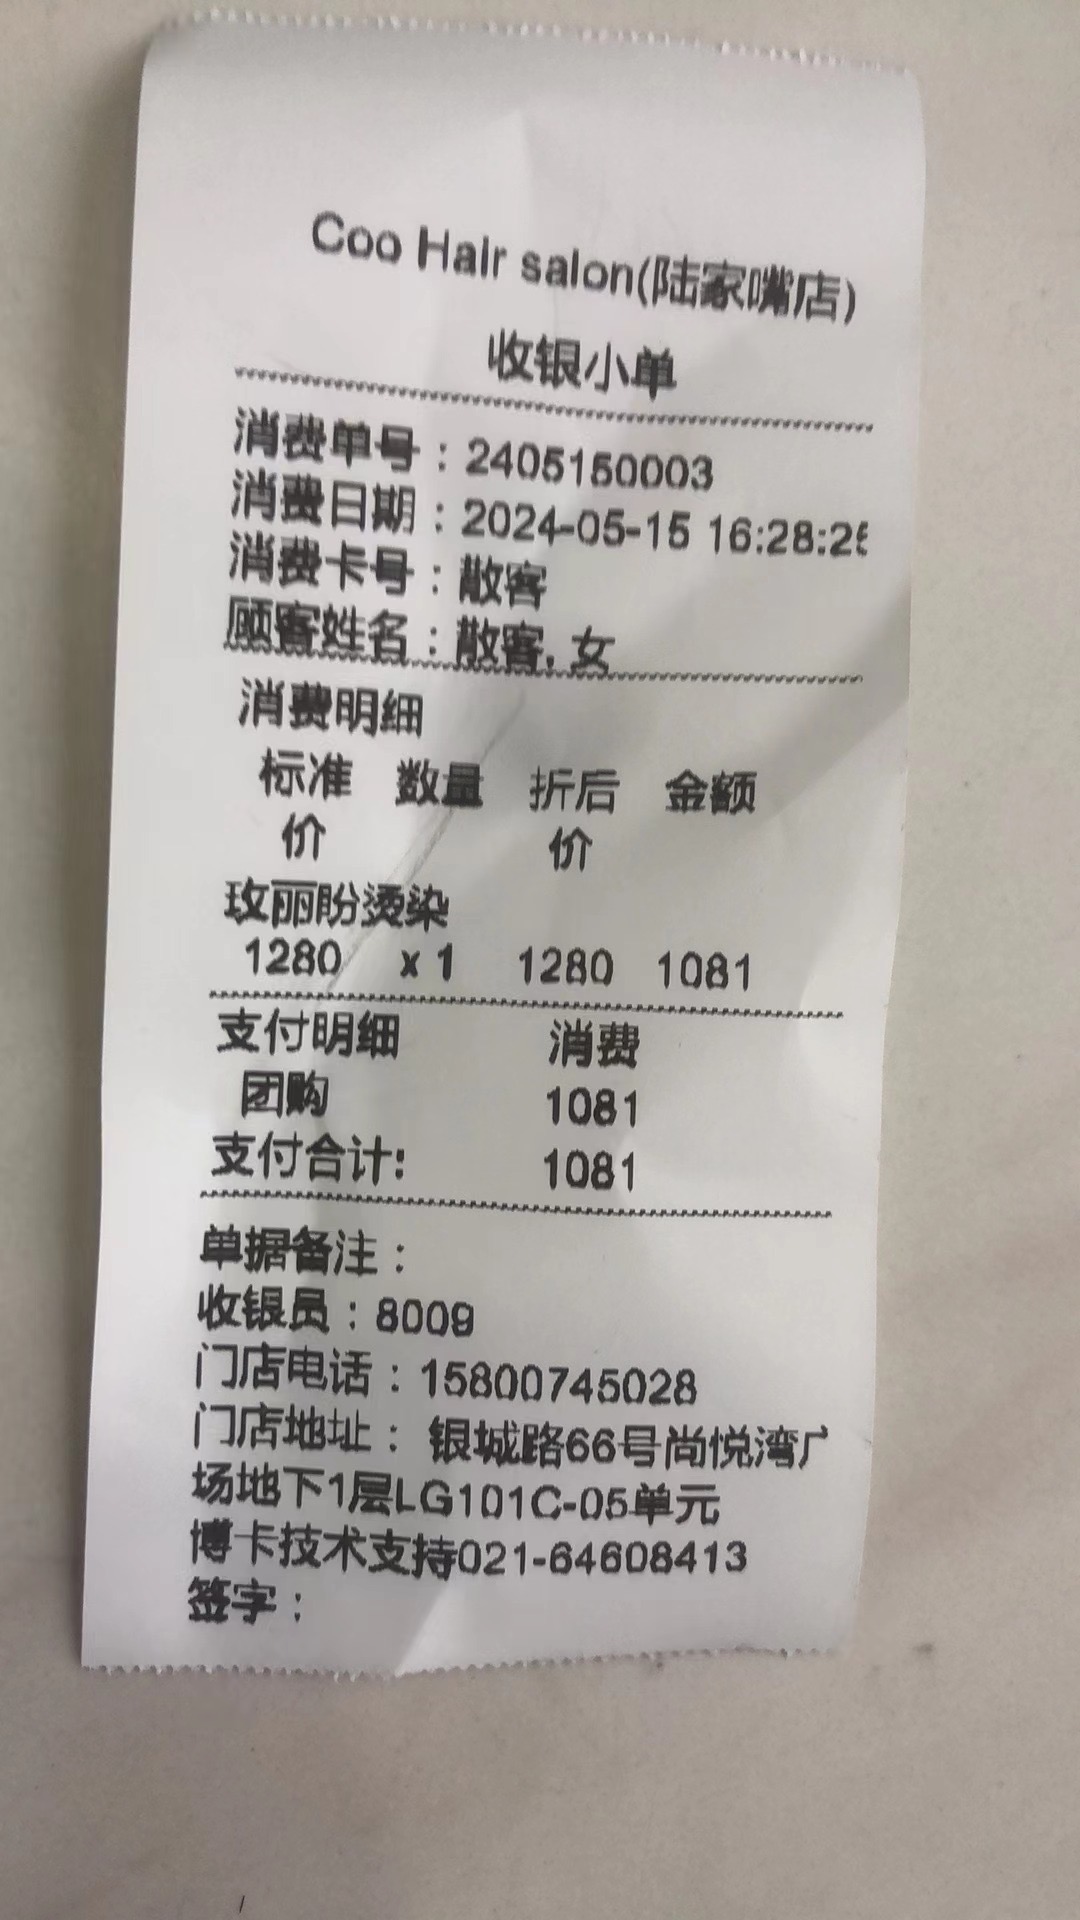 Coo Hair salon(陆家嘴店)
收银小单
消费单号：2405150003
消费日期：2024-05-15 16:28:2
消费卡号：散客
顾客姓名：散客, 女
消费明细
标准价 数量 折后价 金额
玫丽盼烫染
1280 x 1 1280 1081
支付明细 消费
团购 1081
支付合计: 1081
单据备注：
收银员：8009
门店电话：15800745028
门店地址： 银城路66号尚悦湾广
场地下1层LG101C-05单元
博卡技术支持021-64608413
签字：